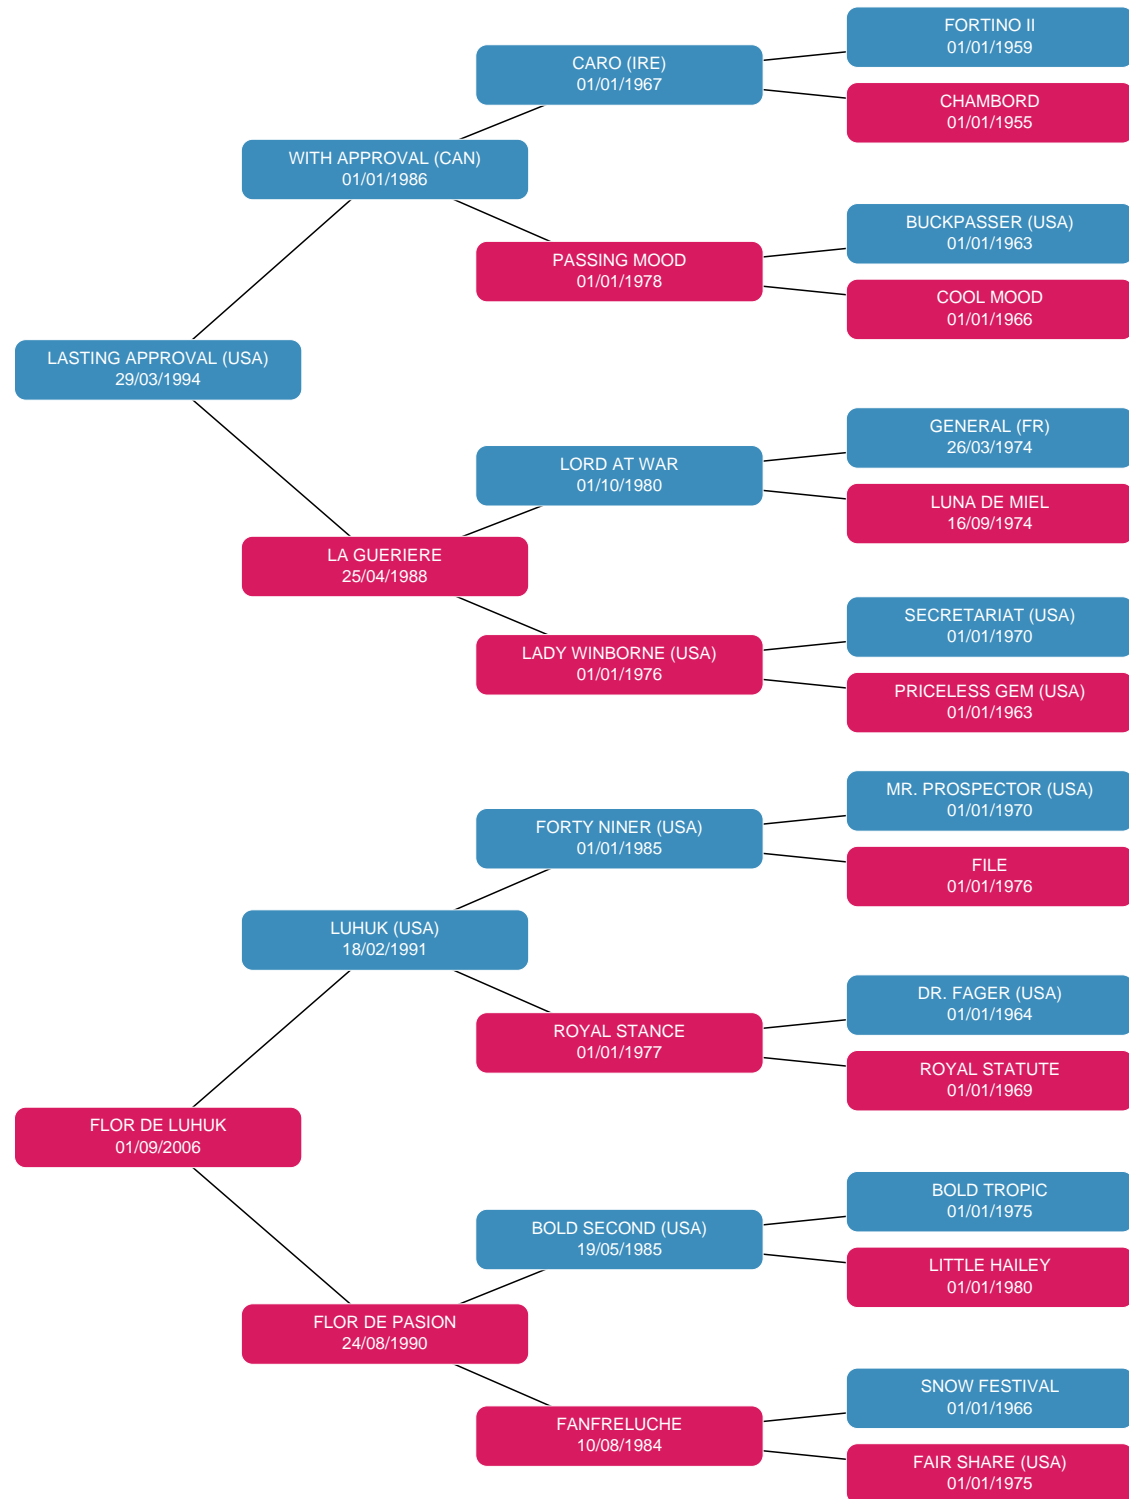 FORTINO II
01/01/1959
CARO (IRE)
01/01/1967
CHAMBORD
01/01/1955
WITH APPROVAL (CAN)
01/01/1986
BUCKPASSER (USA)
01/01/1963
PASSING MOOD
01/01/1978
COOL MOOD
01/01/1966
LASTING APPROVAL (USA)
29/03/1994
GENERAL (FR)
26/03/1974
LORD AT WAR
01/10/1980
LUNA DE MIEL
16/09/1974
LA GUERIERE
25/04/1988
SECRETARIAT (USA)
01/01/1970
LADY WINBORNE (USA)
01/01/1976
PRICELESS GEM (USA)
01/01/1963
MR. PROSPECTOR (USA)
01/01/1970
FORTY NINER (USA)
01/01/1985
FILE
01/01/1976
LUHUK (USA)
18/02/1991
DR. FAGER (USA)
01/01/1964
ROYAL STANCE
01/01/1977
ROYAL STATUTE
01/01/1969
FLOR DE LUHUK
01/09/2006
BOLD TROPIC
01/01/1975
BOLD SECOND (USA)
19/05/1985
LITTLE HAILEY
01/01/1980
FLOR DE PASION
24/08/1990
SNOW FESTIVAL
01/01/1966
FANFRELUCHE
10/08/1984
FAIR SHARE (USA)
01/01/1975